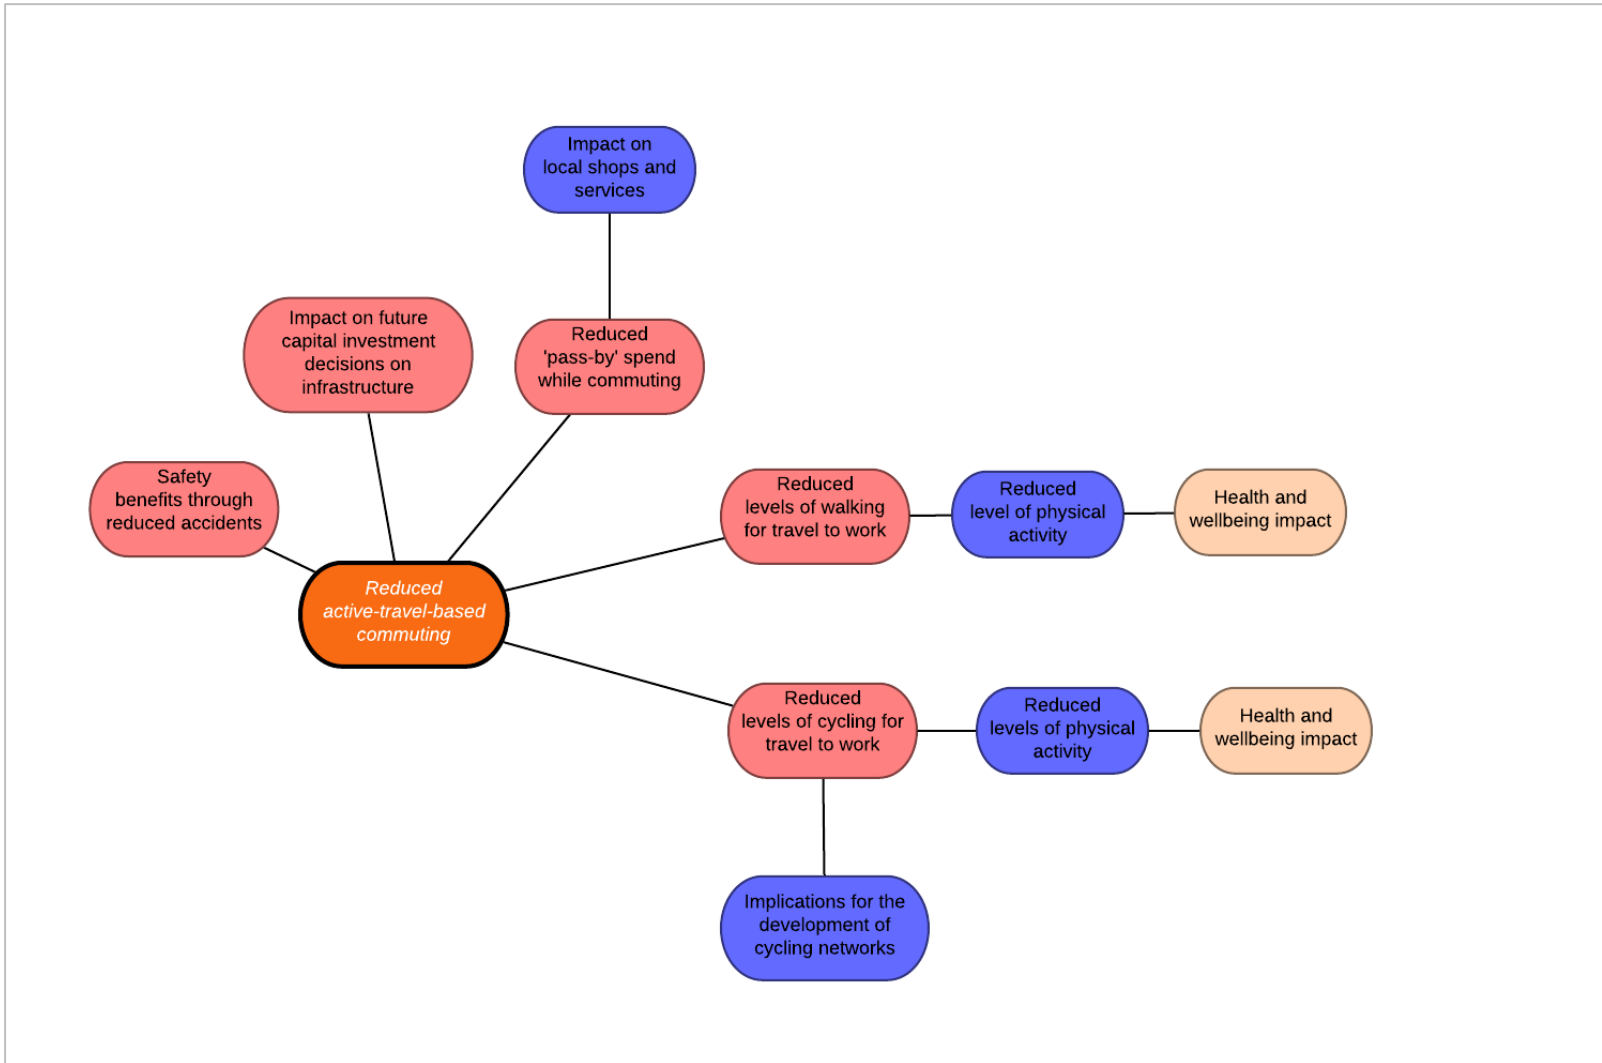 Impact on
local shops and
services
Impact on future
capital investment
decisions on
infrastructure
Reduced
'pass-by' spend
while commuting
Safety
benefits through
reduced accidents
Reduced
levels of walking
for travel to work
Reduced
level of physical
activity
Health and
wellbeing impact
Reduced
active-travel-based
commuting
Reduced
levels of cycling for
travel to work
Reduced
levels of physical
activity
Health and
wellbeing impact
Implications for the
development of
cycling networks